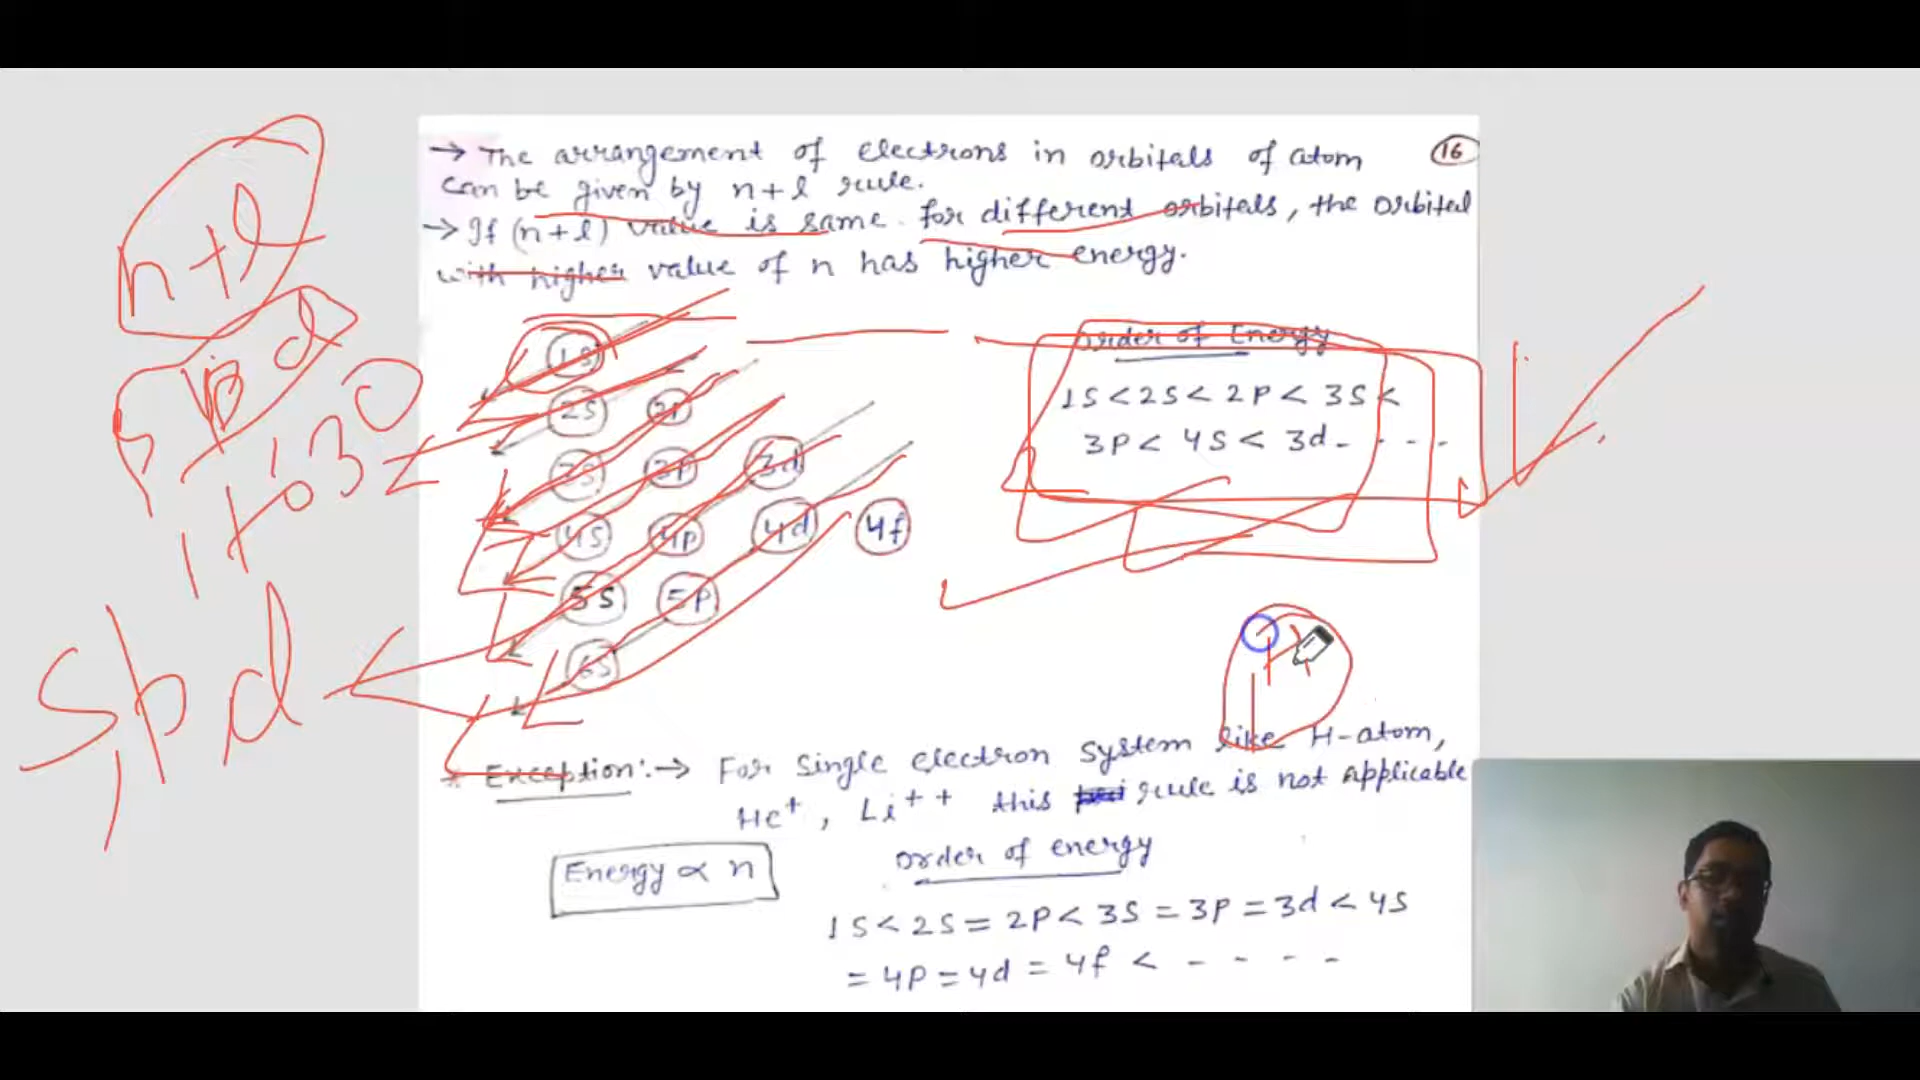 → The arrangement of electrons in orbitals of atom (16)
can be given by n+l rule.
→ If (n+l) value is same for different orbitals, the orbital
with higher value of n has higher energy.
n+l
s p d
1s
2s 2p
3s 3p 3d
4s 4p 4d 4f
5s 5p
6s
order of Energy
1s < 2s < 2p < 3s <
3p < 4s < 3d - - - -
s p d
* Exception :→ For single electron system like H-atom,
He+, Li++ this rule is not applicable
Energy ∝ n
order of energy
1s < 2s = 2p < 3s = 3p = 3d < 4s
= 4p = 4d = 4f < - - - -